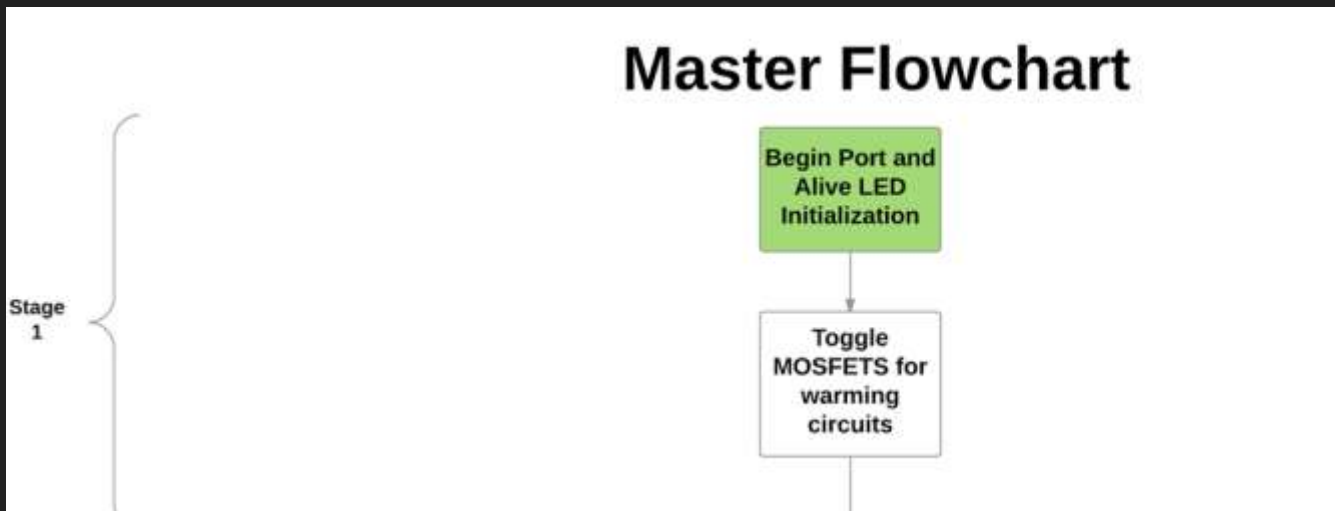 Master Flowchart
Begin Port and
Alive LED
Initialization
Stage
1
Toggle
MOSFETS for
warming
circuits